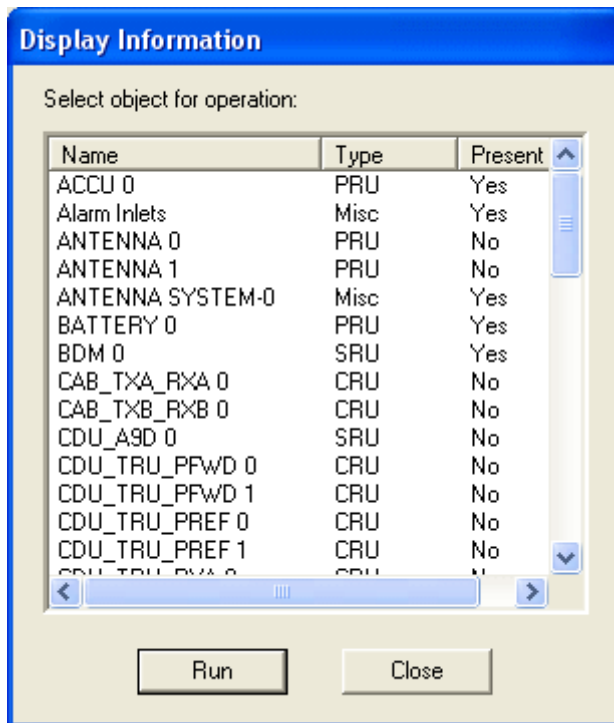 Display Information
Select object for operation:
Name Type Present
ACCU 0 PRU Yes
Alarm Inlets Misc Yes
ANTENNA 0 PRU No
ANTENNA 1 PRU No
ANTENNA SYSTEM-0 Misc Yes
BATTERY 0 PRU Yes
BDM 0 SRU Yes
CAB_TXA_RXA 0 CRU No
CAB_TXB_RXB 0 CRU No
CDU_A9D 0 SRU No
CDU_TRU_PFWD 0 CRU No
CDU_TRU_PFWD 1 CRU No
CDU_TRU_PREF 0 CRU No
CDU_TRU_PREF 1 CRU No
Run Close